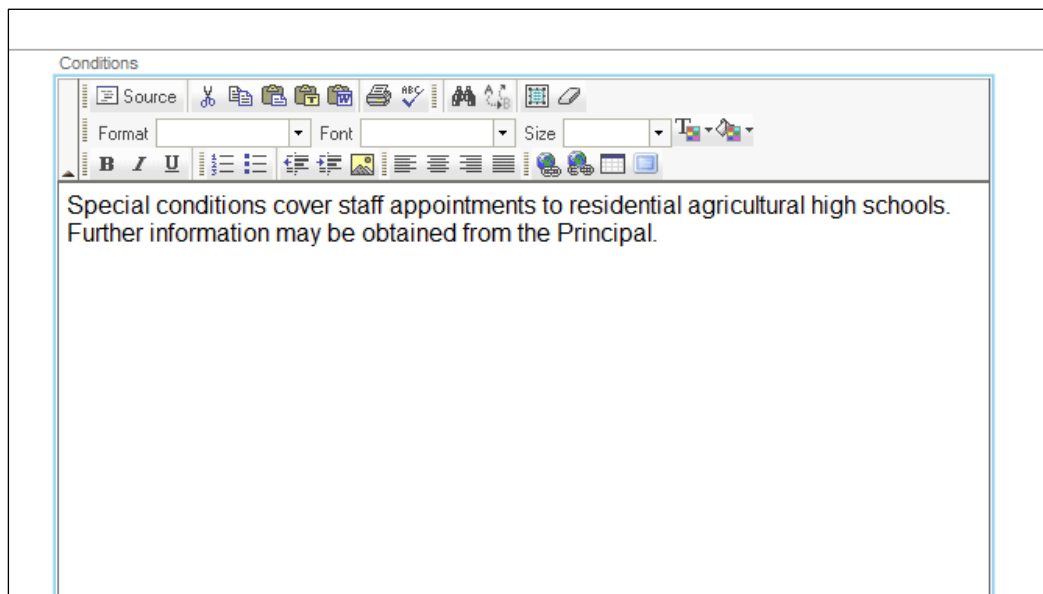 Conditions
Source ABC
Format Font Size
B I U
Special conditions cover staff appointments to residential agricultural high schools.
Further information may be obtained from the Principal.